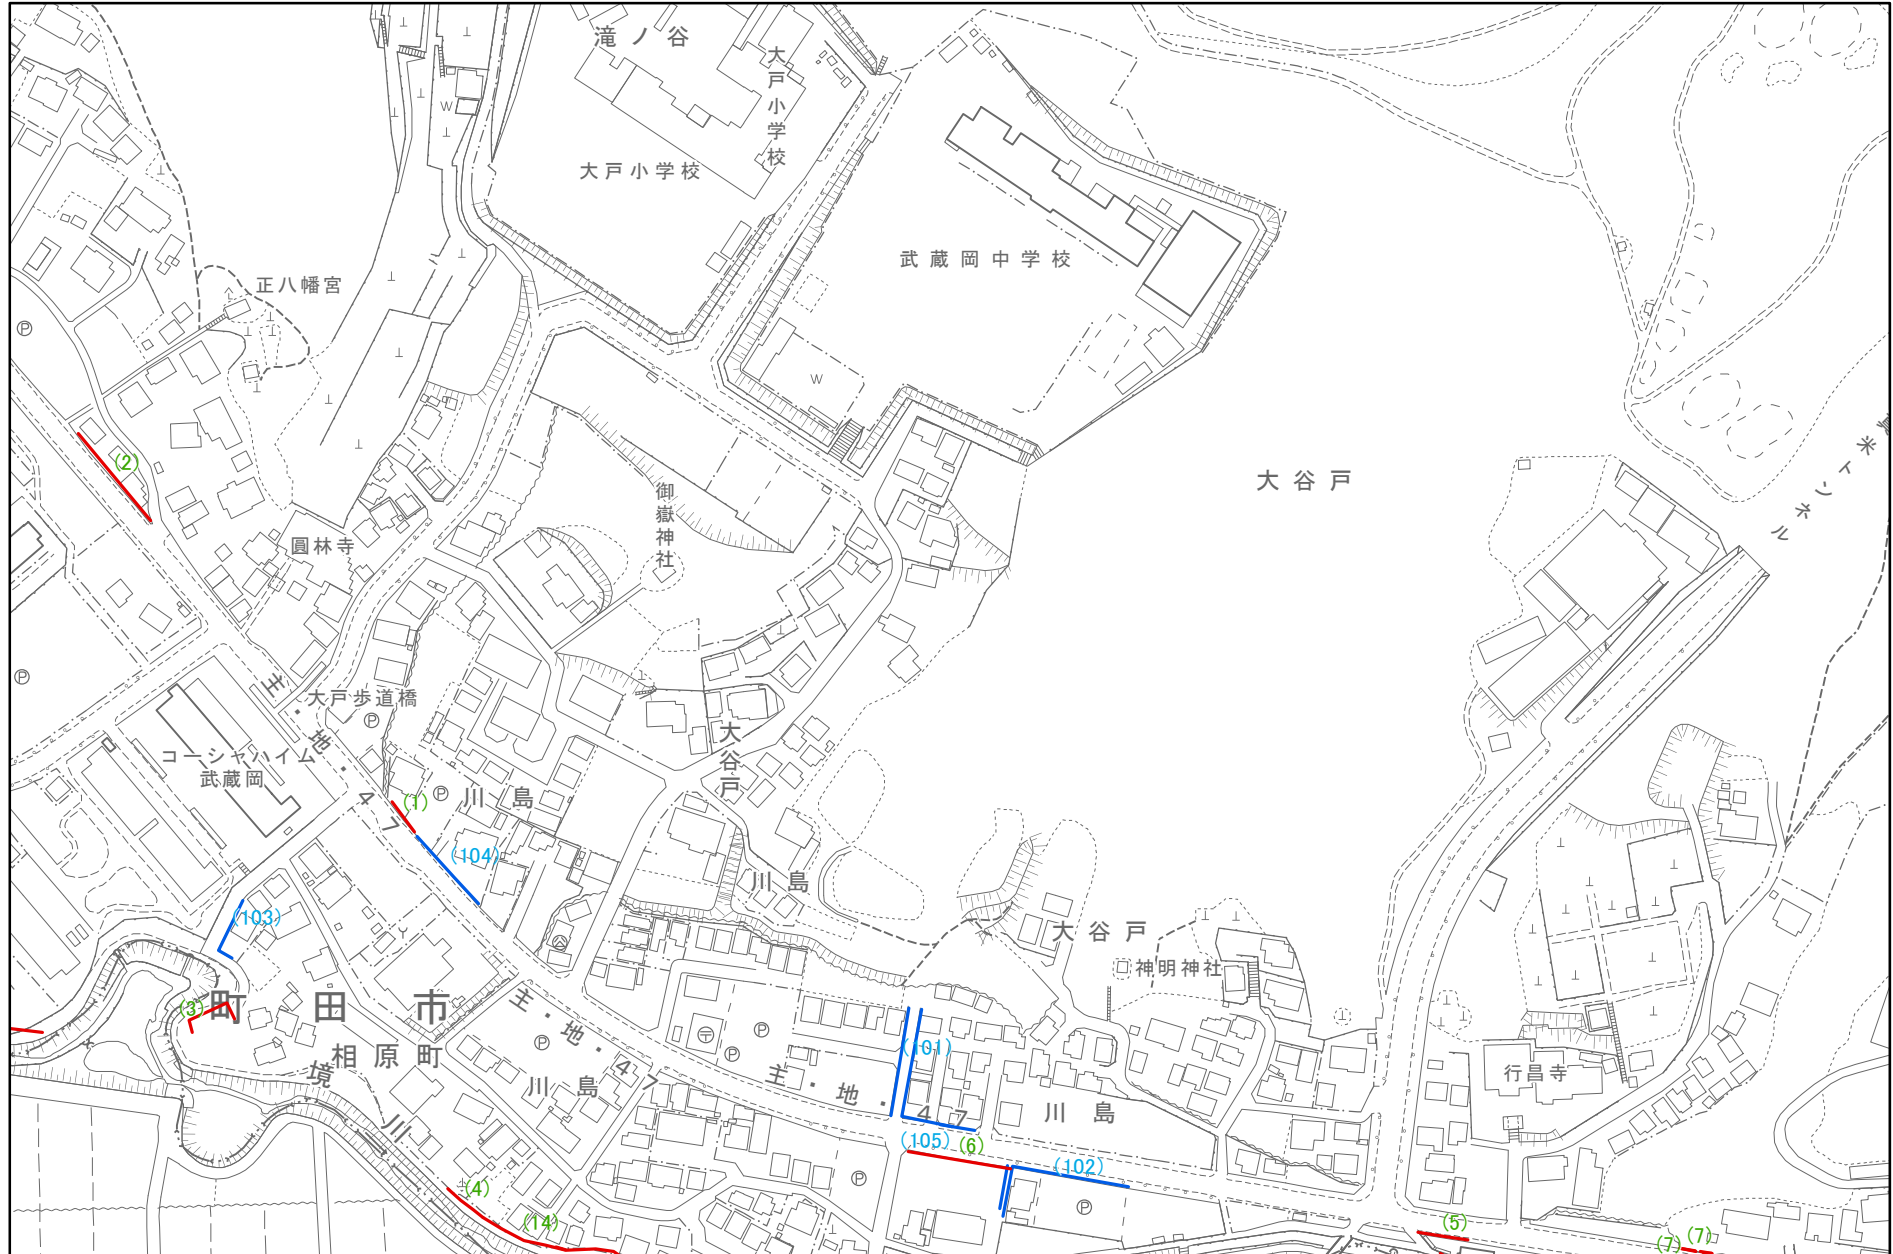 滝ノ谷
大戸小学校
大戸小学校
武蔵岡中学校
正八幡宮
W
W
Ⓟ
(2)
御嶽神社
大谷戸
米トンネル
圓林寺
Ⓟ
主・地・47
大戸歩道橋
Ⓟ
コーシャハイム
武蔵岡
大谷戸
(1)
Ⓟ
川島
(104)
川島
(103)
大谷戸
神明神社
(3)
町田市
主・地・47
Ⓟ
Ⓟ
Ⓟ
相原町
境川
川島
(101)
主・地・47
川島
行昌寺
(105)
(6)
(102)
Ⓟ
Ⓟ
(4)
(14)
(5)
(7)
(7)